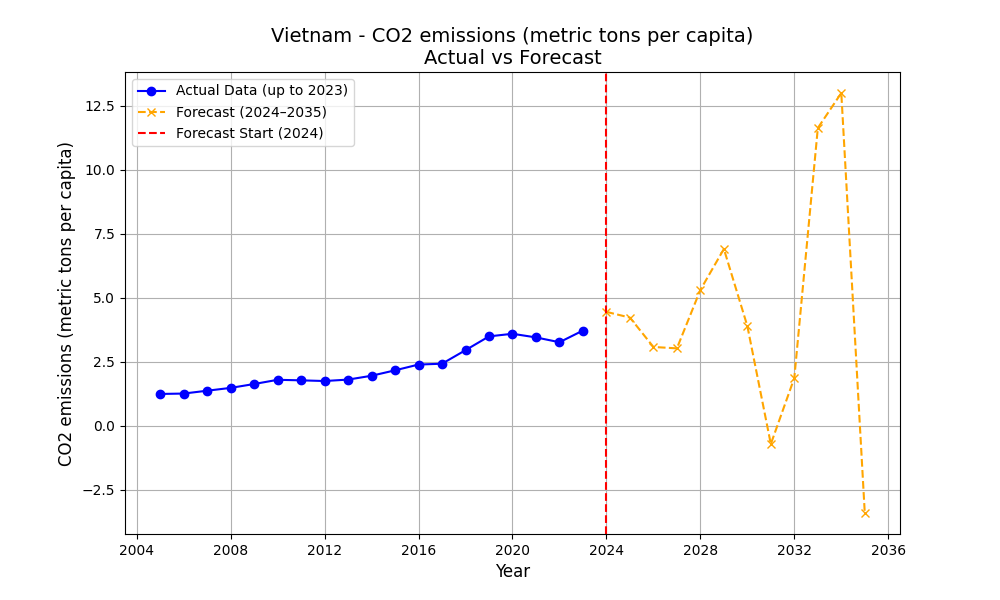 Vietnam - CO2 emissions (metric tons per capita)
Actual vs Forecast
Actual Data (up to 2023)
Forecast (2024–2035)
Forecast Start (2024)
CO2 emissions (metric tons per capita)
12.5
10.0
7.5
5.0
2.5
0.0
−2.5
2004 2008 2012 2016 2020 2024 2028 2032 2036
Year